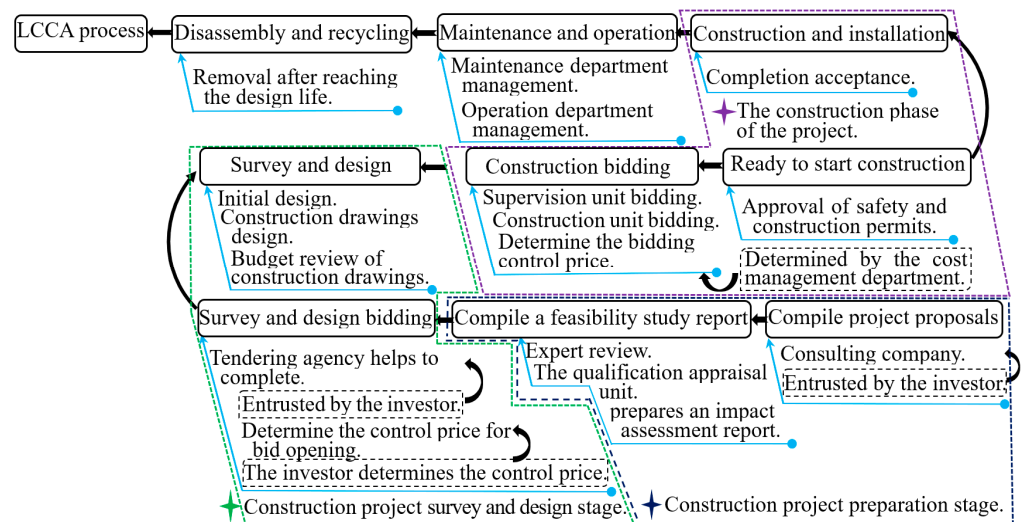 LCCA process
Disassembly and recycling
Maintenance and operation
Construction and installation
Removal after reaching
the design life.
Maintenance department
management.
Operation department
management.
Completion acceptance.
The construction phase
of the project.
Survey and design
Construction bidding
Ready to start construction
Initial design.
Construction drawings
design.
Budget review of
construction drawings.
Supervision unit bidding.
Construction unit bidding.
Determine the bidding
control price.
Approval of safety and
construction permits.
Determined by the cost
management department.
Survey and design bidding
Compile a feasibility study report
Compile project proposals
Tendering agency helps to
complete.
Entrusted by the investor.
Determine the control price for
bid opening.
The investor determines the control price.
Construction project survey and design stage.
Expert review.
The qualification appraisal
unit.
prepares an impact
assessment report.
Consulting company.
Entrusted by the investor.
Construction project preparation stage.